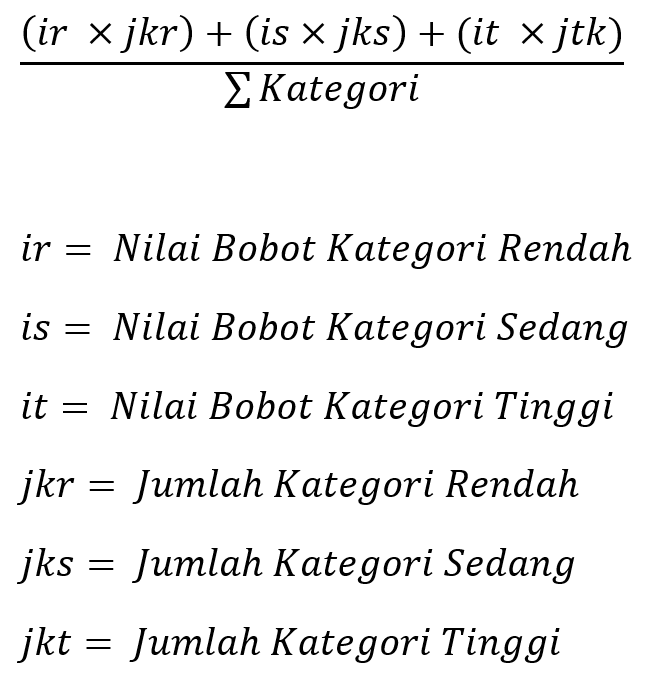 (ir × jkr) + (is × jks) + (it × jtk)
∑ Kategori
ir = Nilai Bobot Kategori Rendah
is = Nilai Bobot Kategori Sedang
it = Nilai Bobot Kategori Tinggi
jkr = Jumlah Kategori Rendah
jks = Jumlah Kategori Sedang
jkt = Jumlah Kategori Tinggi